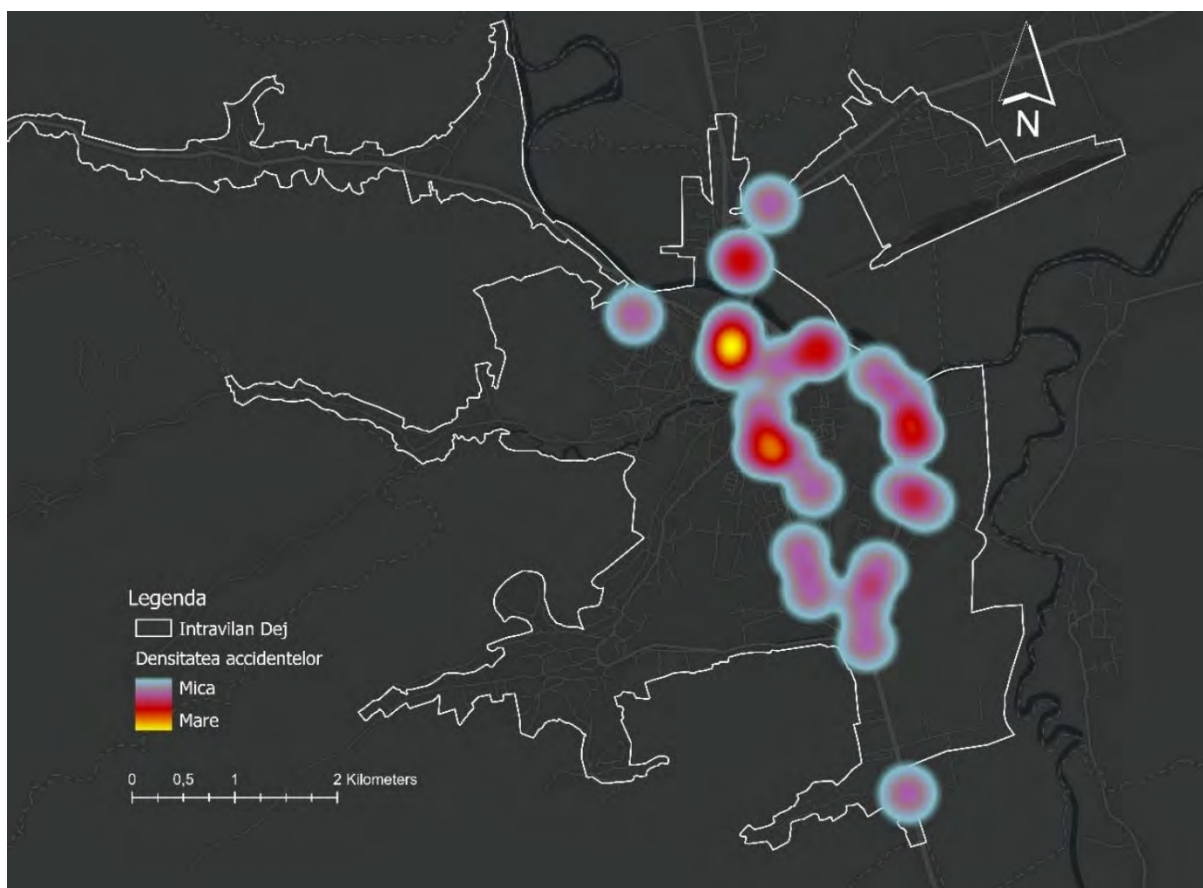 N
Legenda
Intravilan Dej
Densitatea accidentelor
Mica
Mare
0 0,5 1 2 Kilometers